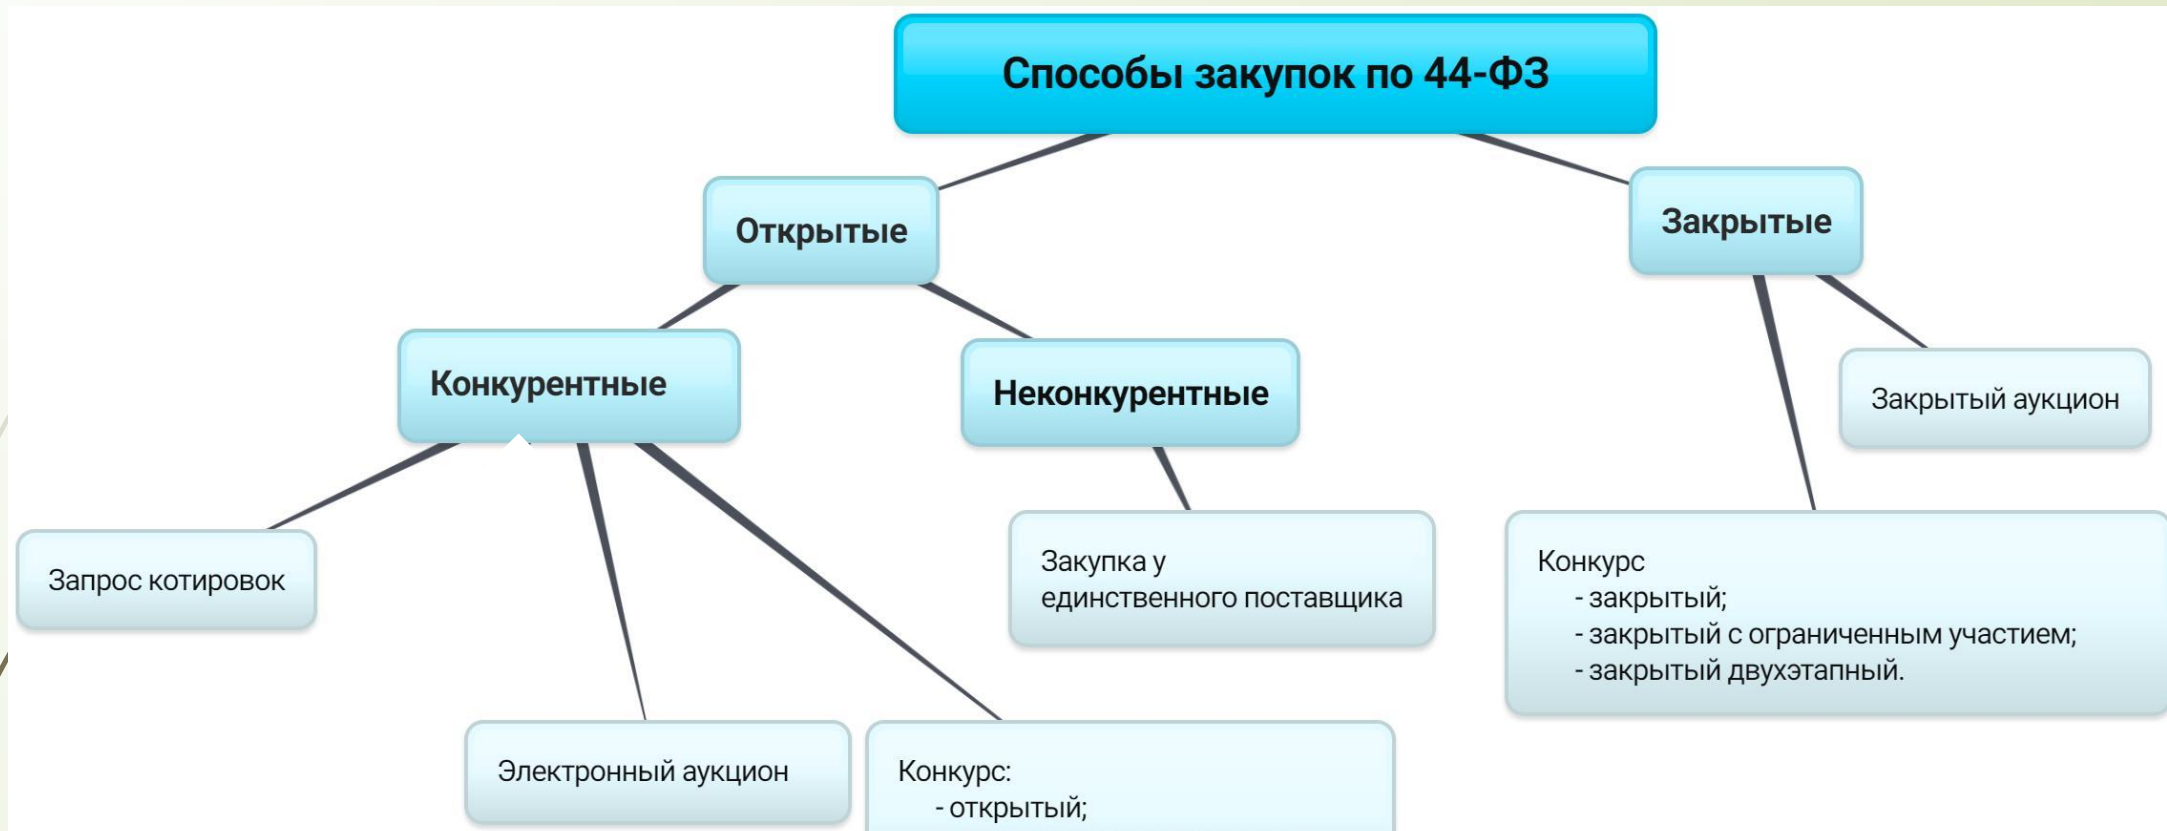 Способы закупок по 44-ФЗ
Открытые
Закрытые
Конкурентные
Неконкурентные
Закрытый аукцион
Запрос котировок
Закупка у
единственного поставщика
Конкурс
- закрытый;
- закрытый с ограниченным участием;
- закрытый двухэтапный.
Электронный аукцион
Конкурс:
- открытый;